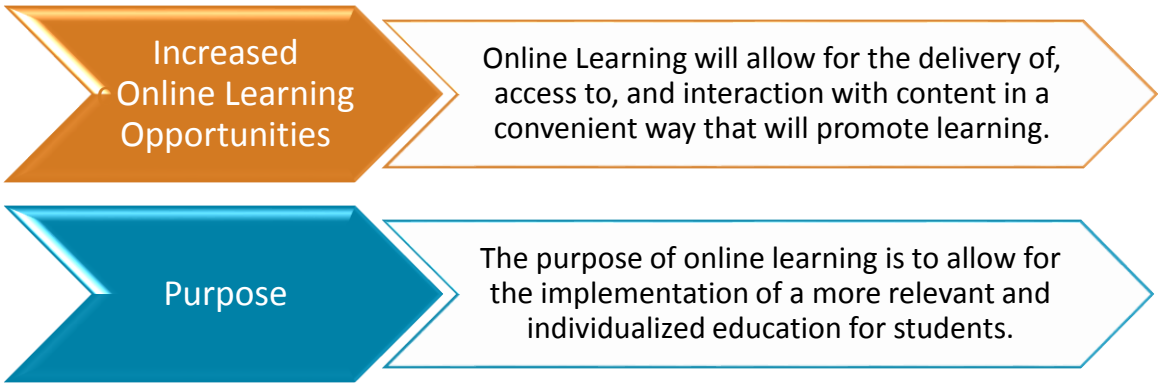 Increased
Online Learning
Opportunities
Online Learning will allow for the delivery of,
access to, and interaction with content in a
convenient way that will promote learning.
Purpose
The purpose of online learning is to allow for
the implementation of a more relevant and
individualized education for students.